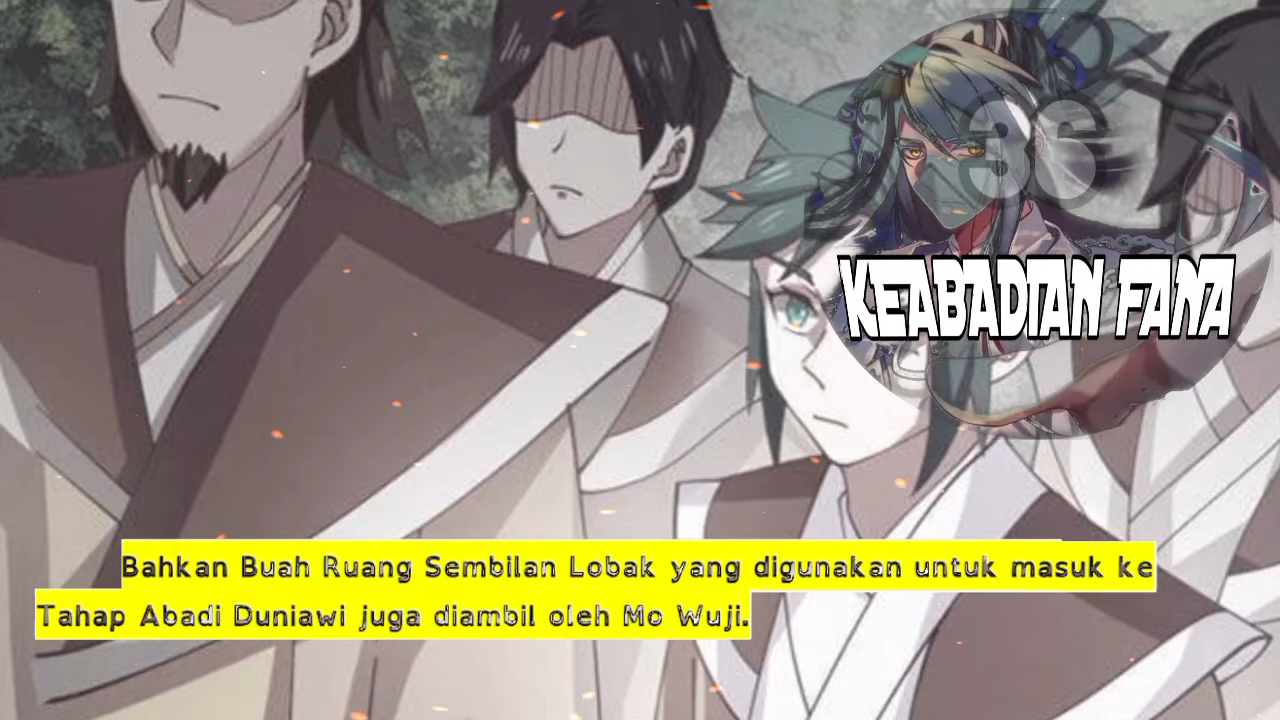 36
KEABADIAN FANA
Bahkan Buah Ruang Sembilan Lobak yang digunakan untuk masuk ke
Tahap Abadi Duniawi juga diambil oleh Mo Wuji.